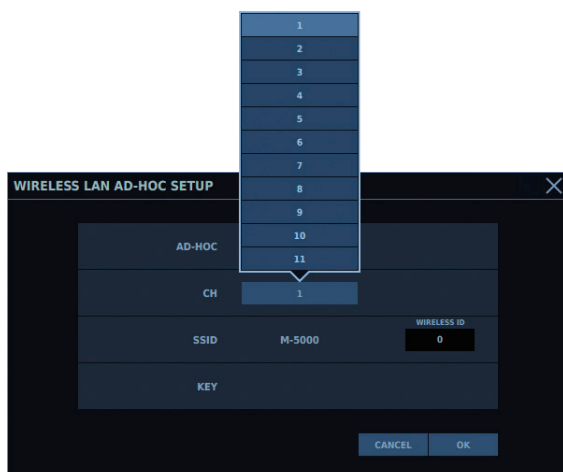 1
2
3
4
5
6
7
8
9
10
11
WIRELESS LAN AD-HOC SETUP
AD-HOC
CH 1
WIRELESS ID
SSID M-5000 0
KEY
CANCEL OK